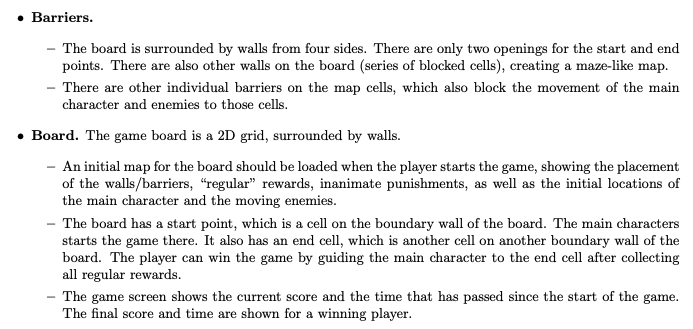 • Barriers.
– The board is surrounded by walls from four sides. There are only two openings for the start and end
points. There are also other walls on the board (series of blocked cells), creating a maze-like map.
– There are other individual barriers on the map cells, which also block the movement of the main
character and enemies to those cells.
• Board. The game board is a 2D grid, surrounded by walls.
– An initial map for the board should be loaded when the player starts the game, showing the placement
of the walls/barriers, “regular” rewards, inanimate punishments, as well as the initial locations of
the main character and the moving enemies.
– The board has a start point, which is a cell on the boundary wall of the board. The main characters
starts the game there. It also has an end cell, which is another cell on another boundary wall of the
board. The player can win the game by guiding the main character to the end cell after collecting
all regular rewards.
– The game screen shows the current score and the time that has passed since the start of the game.
The final score and time are shown for a winning player.